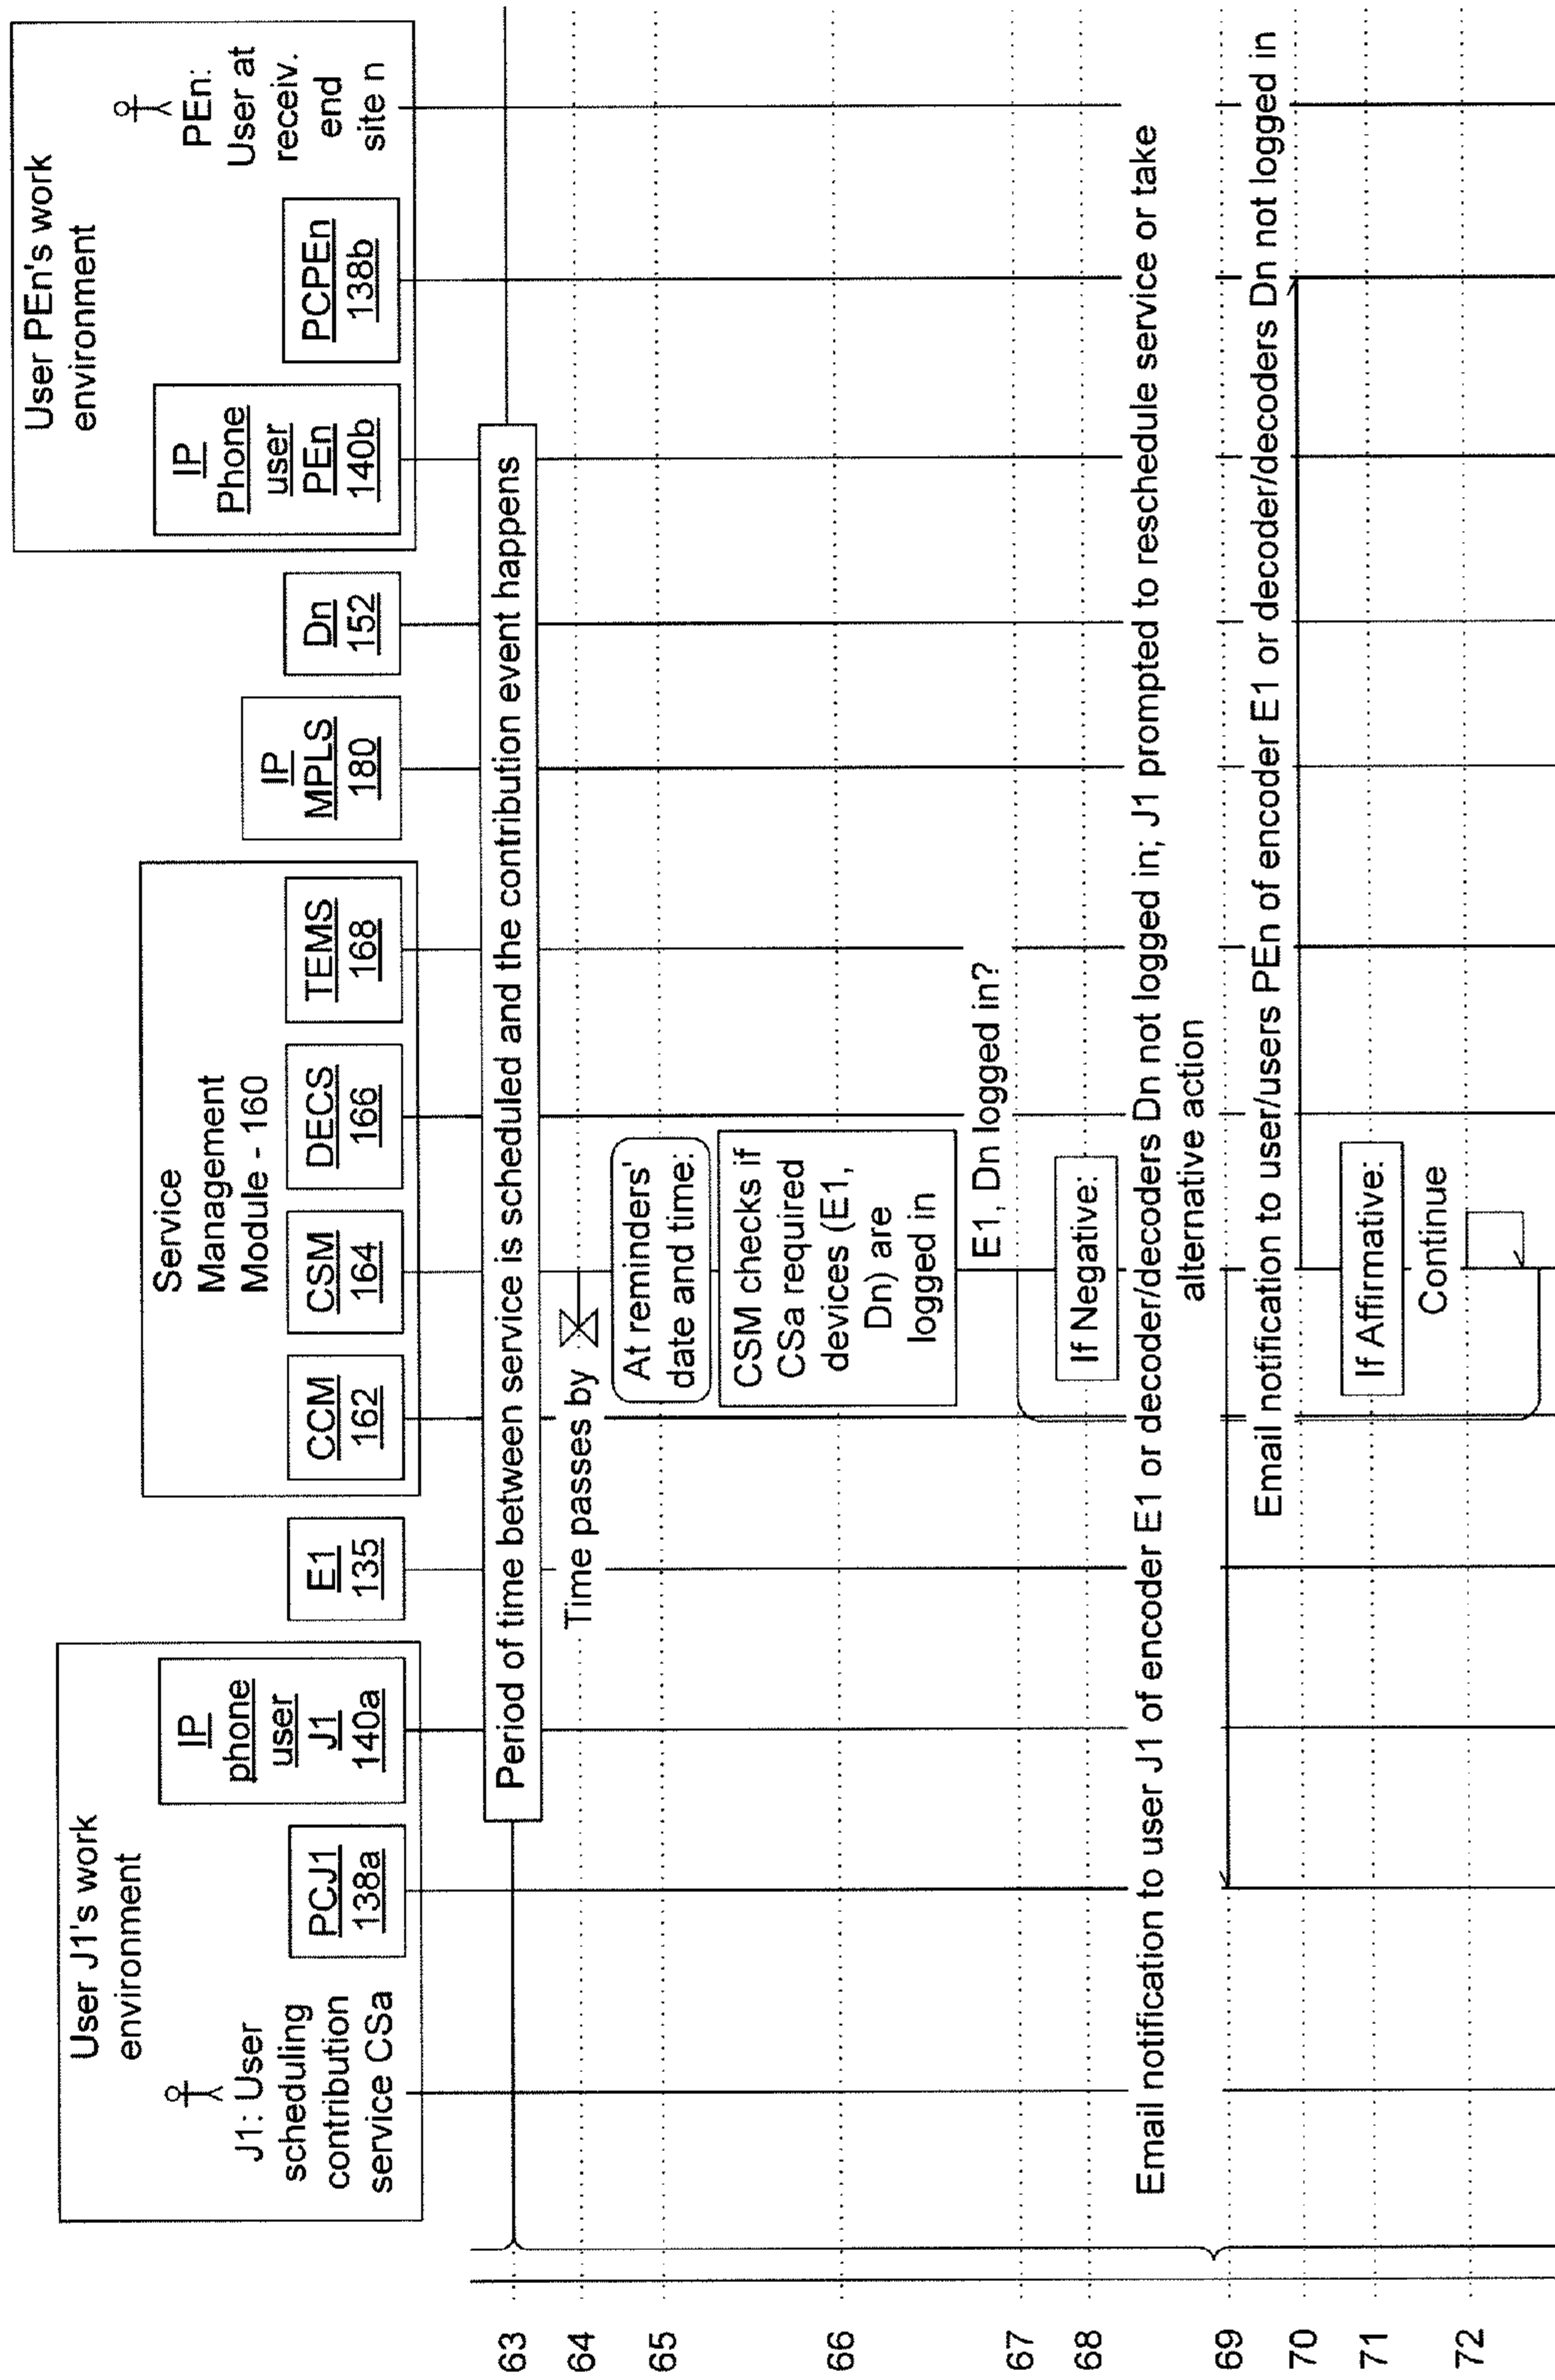 User J1's work
environment
J1: User
scheduling
contribution
service CSa
PCJ1
138a
IP
phone
user
J1
140a
E1
135
Service
Management
Module - 160
CCM
162
CSM
164
DECS
166
TEMS
168
IP
MPLS
180
Dn
152
User PEn's work
environment
IP
Phone
user
PEn
140b
PCPEn
138b
PEn:
User at
receiv.
end
site n
63
Period of time between service is scheduled and the contribution event happens
64
Time passes by
65
At reminders'
date and time:
66
CSM checks if
CSa required
devices (E1,
Dn) are
logged in
67
E1, Dn logged in?
68
If Negative:
69
Email notification to user J1 of encoder E1 or decoder/decoders Dn not logged in; J1 prompted to reschedule service or take
alternative action
70
Email notification to user/users PEn of encoder E1 or decoder/decoders Dn not logged in
71
If Affirmative:
72
Continue